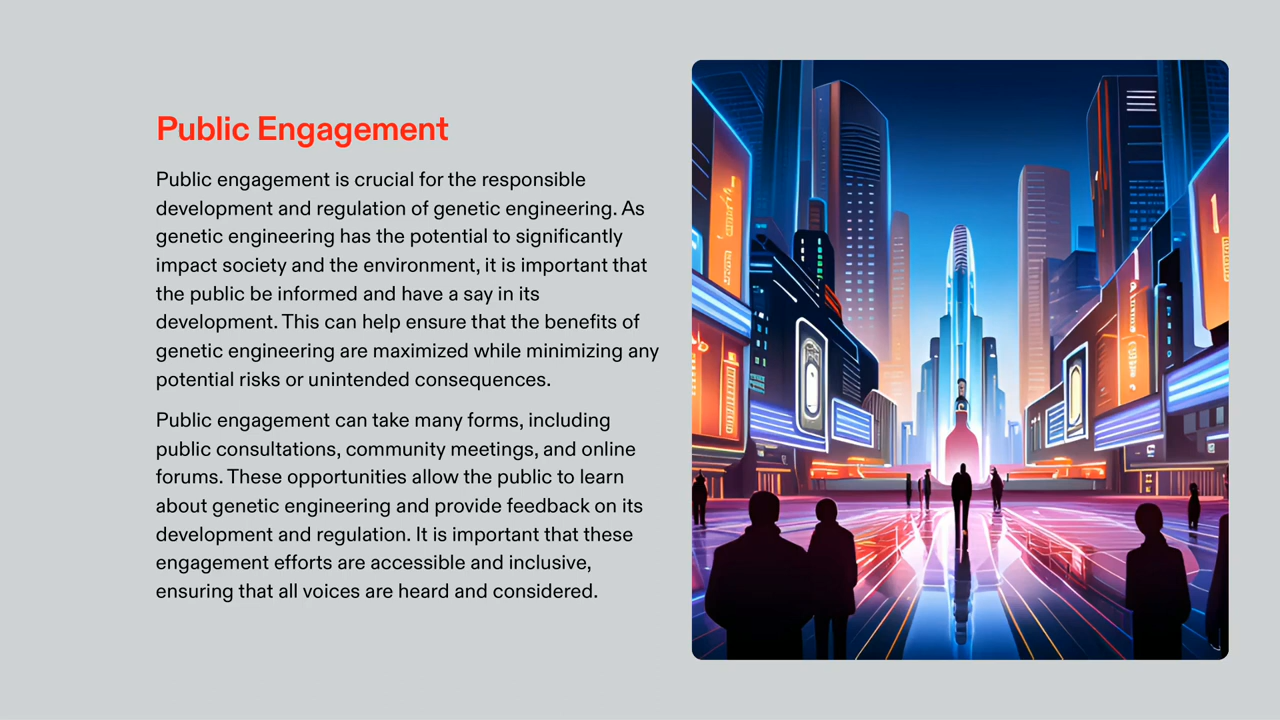 Public Engagement
Public engagement is crucial for the responsible
development and regulation of genetic engineering. As
genetic engineering has the potential to significantly
impact society and the environment, it is important that
the public be informed and have a say in its
development. This can help ensure that the benefits of
genetic engineering are maximized while minimizing any
potential risks or unintended consequences.
Public engagement can take many forms, including
public consultations, community meetings, and online
forums. These opportunities allow the public to learn
about genetic engineering and provide feedback on its
development and regulation. It is important that these
engagement efforts are accessible and inclusive,
ensuring that all voices are heard and considered.